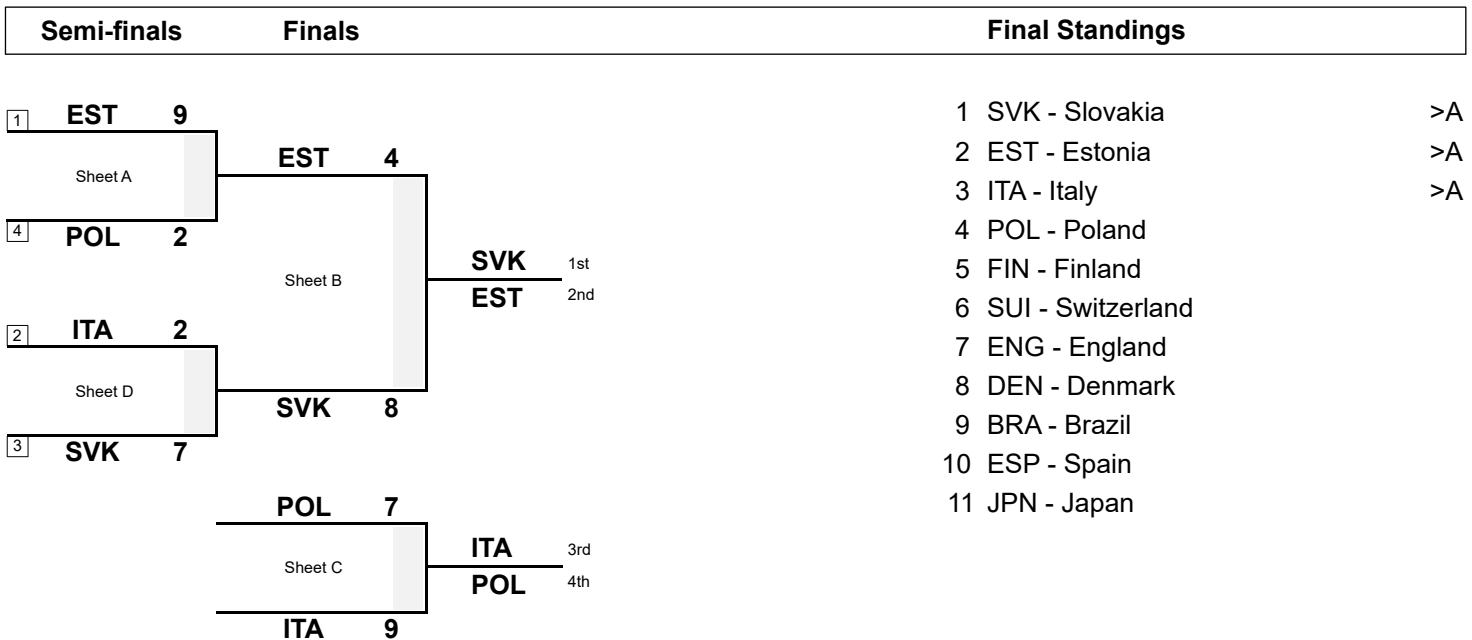 Semi-finals Finals Final Standings
1 EST 9
Sheet A
4 POL 2
EST 4
Sheet B
SVK 8
2 ITA 2
Sheet D
3 SVK 7
SVK 1st
EST 2nd
POL 7
Sheet C
ITA 9
ITA 3rd
POL 4th
1 SVK - Slovakia >A
2 EST - Estonia >A
3 ITA - Italy >A
4 POL - Poland
5 FIN - Finland
6 SUI - Switzerland
7 ENG - England
8 DEN - Denmark
9 BRA - Brazil
10 ESP - Spain
11 JPN - Japan